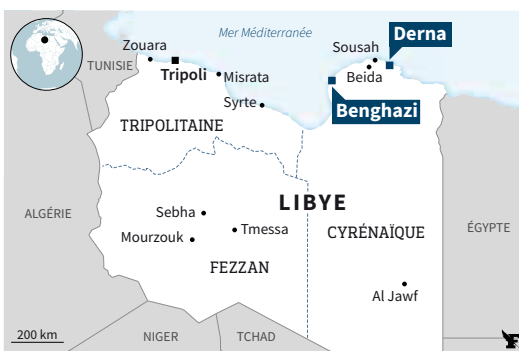 Mer Méditerranée
Derna
Zouara
Sousah
TUNISIE
Tripoli
Misrata
Beida
Syrte
Benghazi
TRIPOLITAINE
LIBYE
ALGÉRIE
Sebha
Tmessa
CYRÉNAÏQUE
ÉGYPTE
Mourzouk
FEZZAN
Al Jawf
200 km
NIGER
TCHAD
F